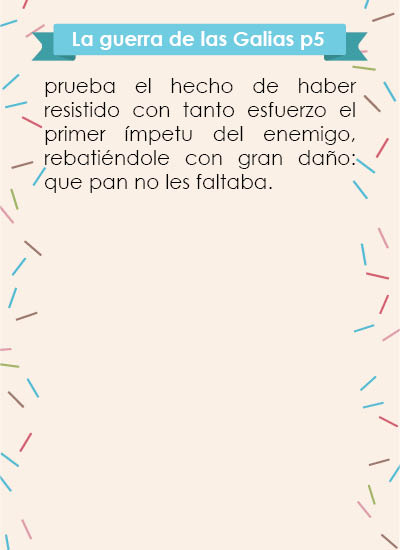 La guerra de las Galias p5
prueba el hecho de haber
resistido con tanto esfuerzo el
primer ímpetu del enemigo,
rebatiéndole con gran daño:
que pan no les faltaba.